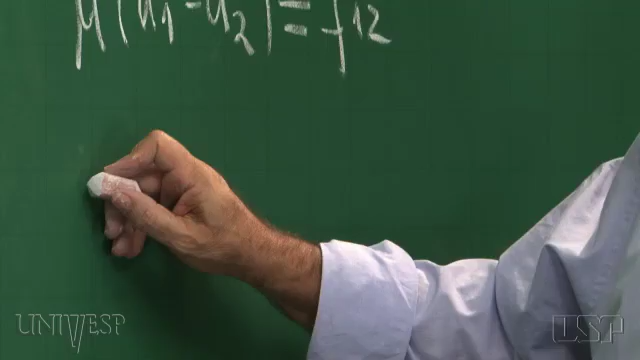 μ(a₁ - a₂) = f₁₂
UNIVESP
USP